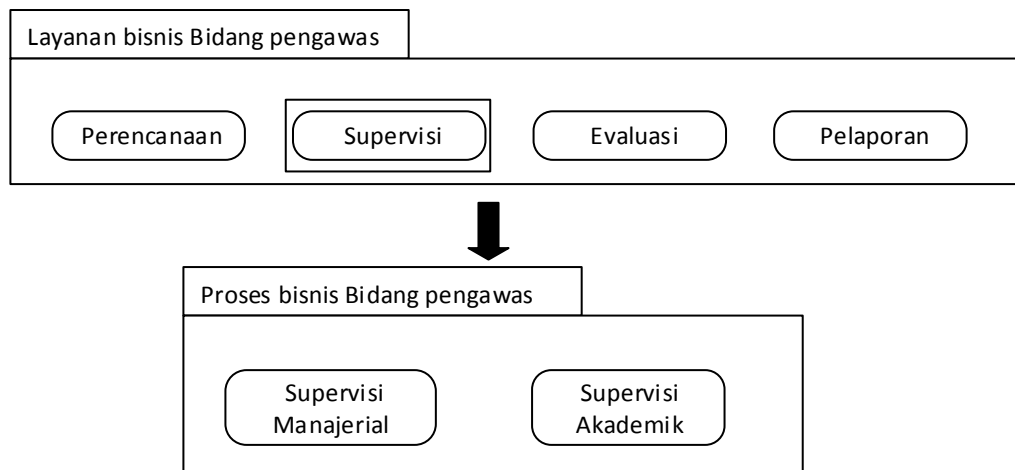 Layanan bisnis Bidang pengawas
Perencanaan
Supervisi
Evaluasi
Pelaporan
Proses bisnis Bidang pengawas
Supervisi
Manajerial
Supervisi
Akademik